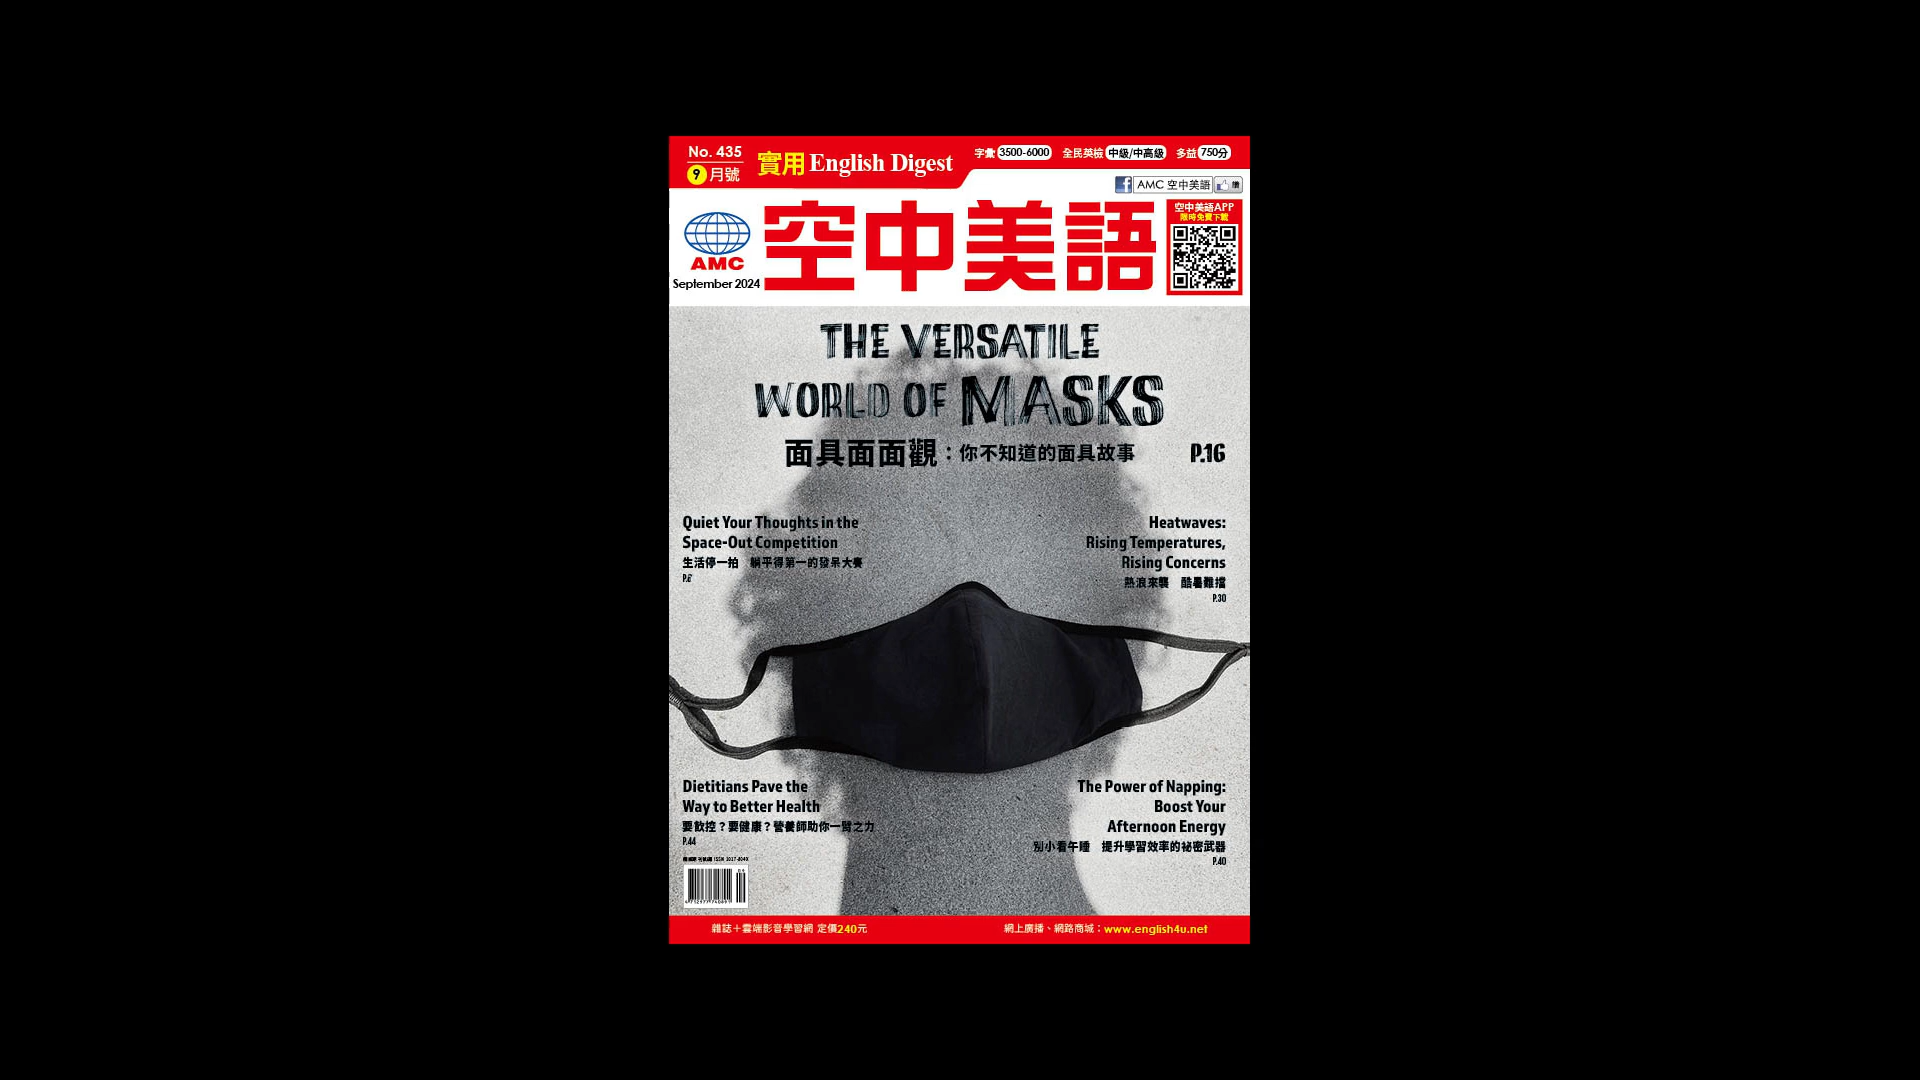 No. 435
9月號
實用 English Digest
字彙 3500-6000 全民英檢 中級/中高級 多益 750分
AMC 空中美語 讚
空中美語APP
限時免費下載
AMC
September 2024
空中美語
THE VERSATILE
WORLD OF MASKS
面具面面觀：你不知道的面具故事 P.16
Quiet Your Thoughts in the
Space-Out Competition
生活停一拍 躺平得第一的發呆大賽
P.6
Heatwaves:
Rising Temperatures,
Rising Concerns
熱浪來襲 酷暑難擋
P.30
Dietitians Pave the
Way to Better Health
要飲控？要健康？營養師助你一臂之力
P.44
The Power of Napping:
Boost Your
Afternoon Energy
別小看午睡 提升學習效率的祕密武器
P.40
雜誌＋雲端影音學習網 定價240元
網上廣播、網路商城：www.english4u.net